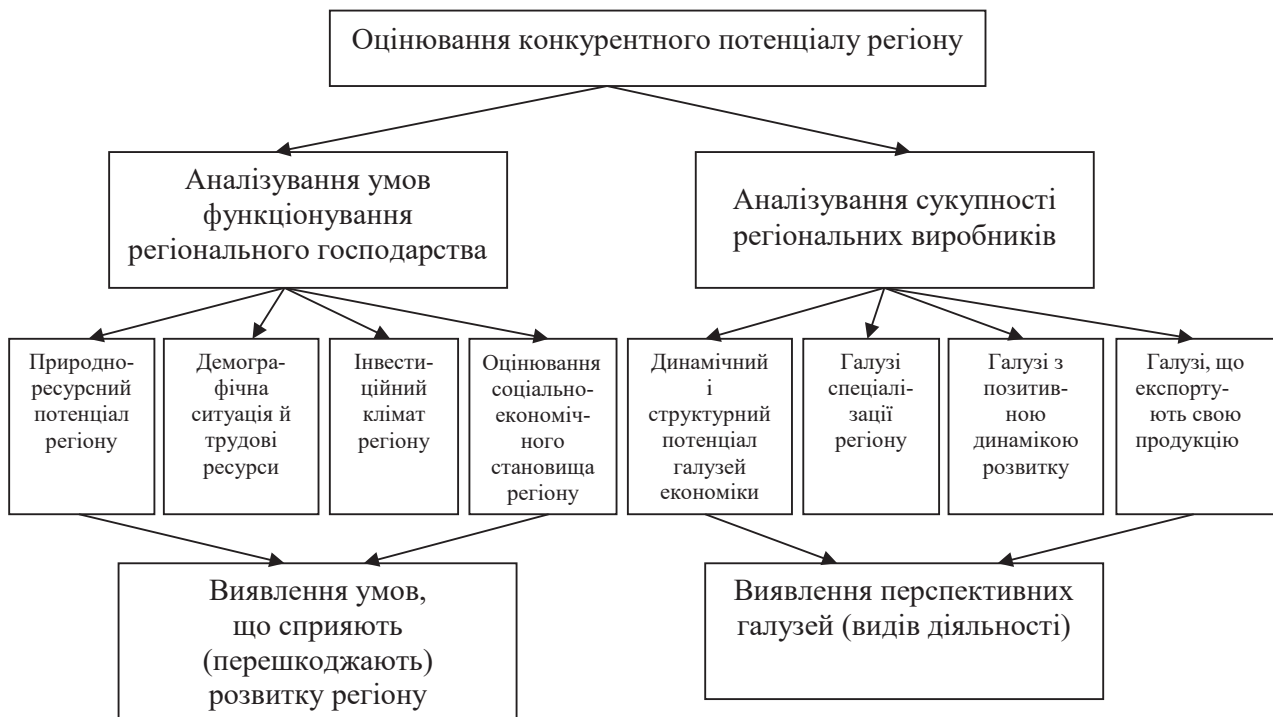 Оцінювання конкурентного потенціалу регіону
Аналізування умов
функціонування
регіонального господарства
Аналізування сукупності
регіональних виробників
Природно-
ресурсний
потенціал
регіону
Демогра-
фічна
ситуація й
трудові
ресурси
Інвести-
ційний
клімат
регіону
Оцінювання
соціально-
економіч-
ного
становища
регіону
Динамічний
і
структурний
потенціал
галузей
економіки
Галузі
спеціалі-
зації
регіону
Галузі з
позитив-
ною
динамікою
розвитку
Галузі, що
експорту-
ють свою
продукцію
Виявлення умов,
що сприяють
(перешкоджають)
розвитку регіону
Виявлення перспективних
галузей (видів діяльності)